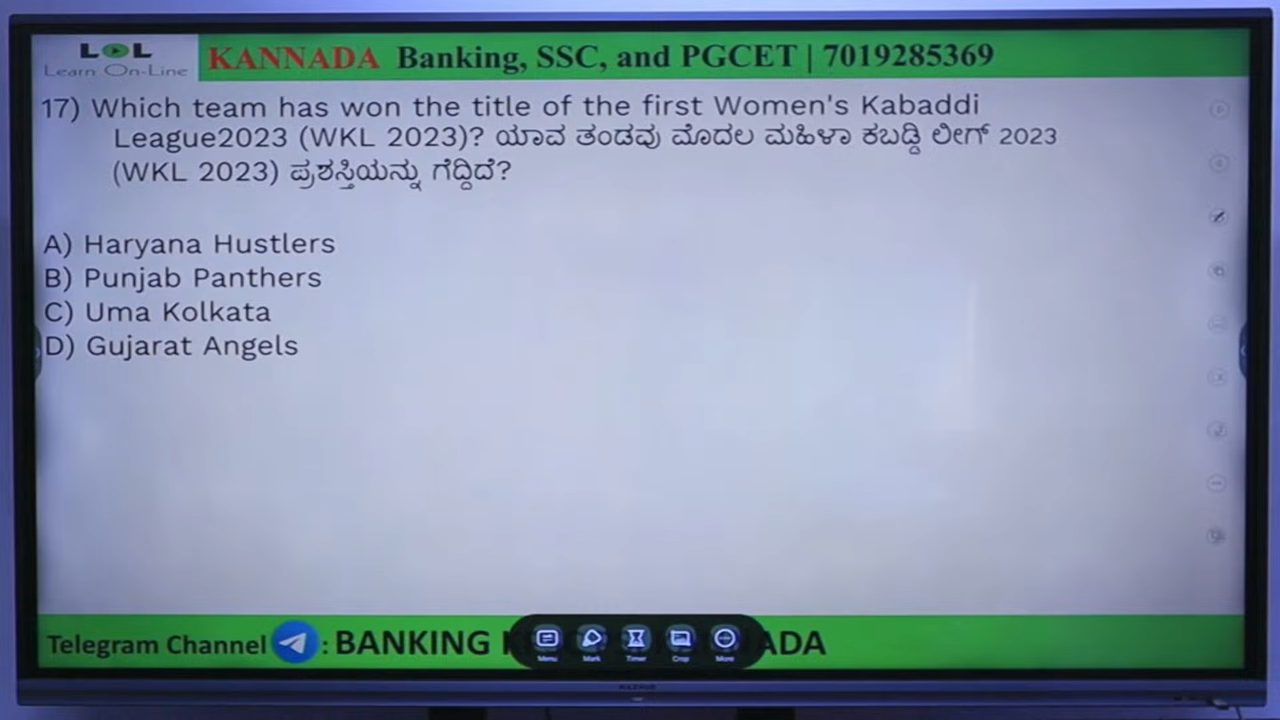 LOL
Learn On-Line
KANNADA Banking, SSC, and PGCET | 7019285369
17) Which team has won the title of the first Women's Kabaddi
League2023 (WKL 2023)? ಯಾವ ತಂಡವು ಮೊದಲ ಮಹಿಳಾ ಕಬಡ್ಡಿ ಲೀಗ್ 2023
(WKL 2023) ಪ್ರಶಸ್ತಿಯನ್ನು ಗೆದ್ದಿದೆ?
A) Haryana Hustlers
B) Punjab Panthers
C) Uma Kolkata
D) Gujarat Angels
Telegram Channel : BANKING
Menu Mark Timer Crop More